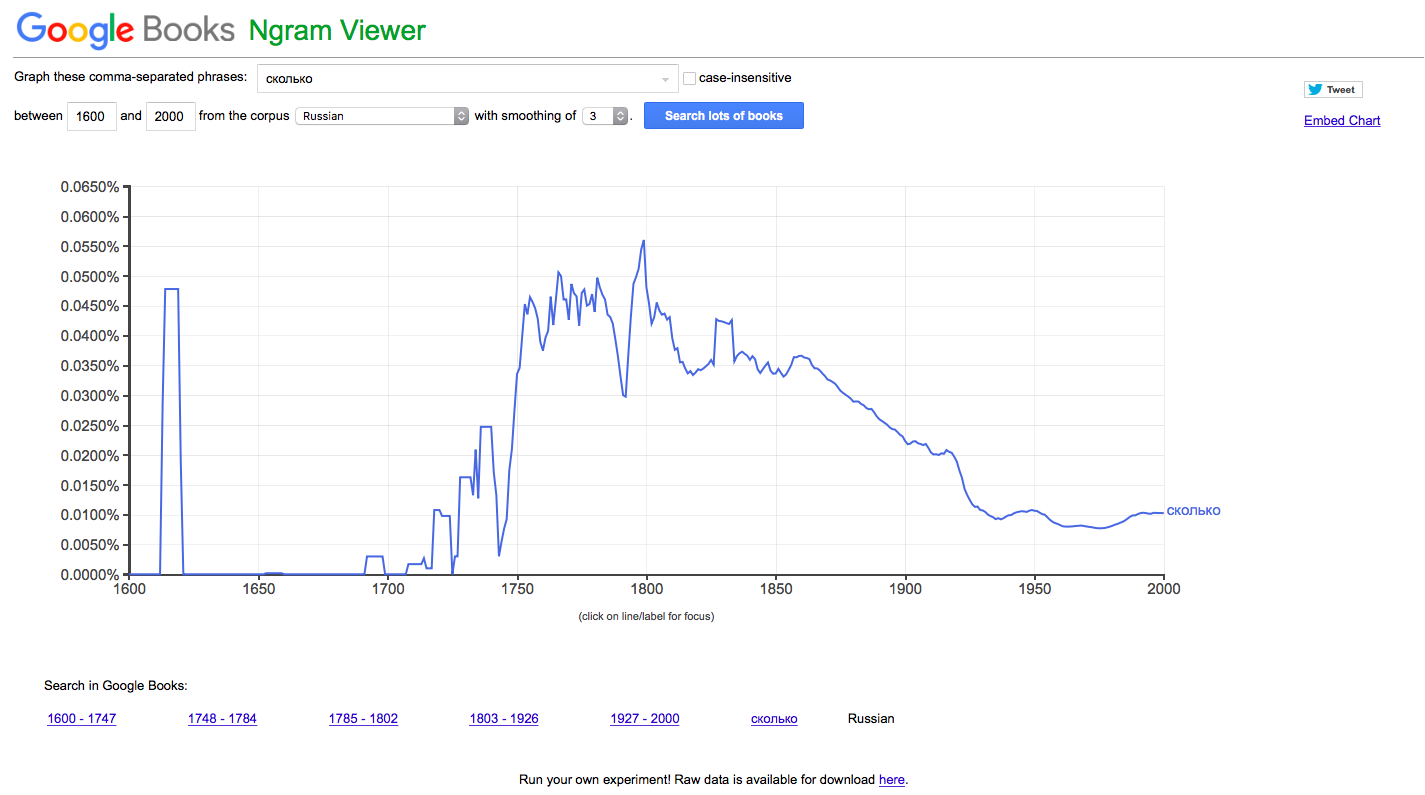 Google Books Ngram Viewer
Graph these comma-separated phrases: сколько case-insensitive
Tweet
between 1600 and 2000 from the corpus Russian with smoothing of 3 . Search lots of books
Embed Chart
0.0650%
0.0600%
0.0550%
0.0500%
0.0450%
0.0400%
0.0350%
0.0300%
0.0250%
0.0200%
0.0150%
0.0100%
сколько
0.0050%
0.0000%
1600 1650 1700 1750 1800 1850 1900 1950 2000
(click on line/label for focus)
Search in Google Books:
1600 - 1747 1748 - 1784 1785 - 1802 1803 - 1926 1927 - 2000 сколько Russian
Run your own experiment! Raw data is available for download here.